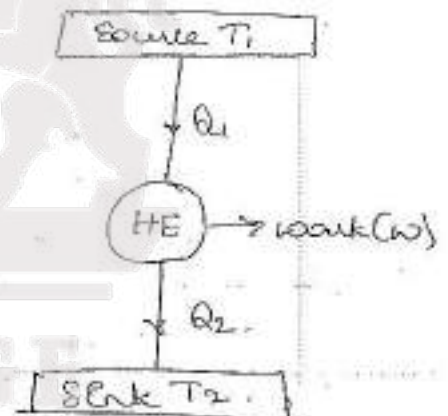 Source T1
Q1
HE
work(W)
Q2.
Sink T2.